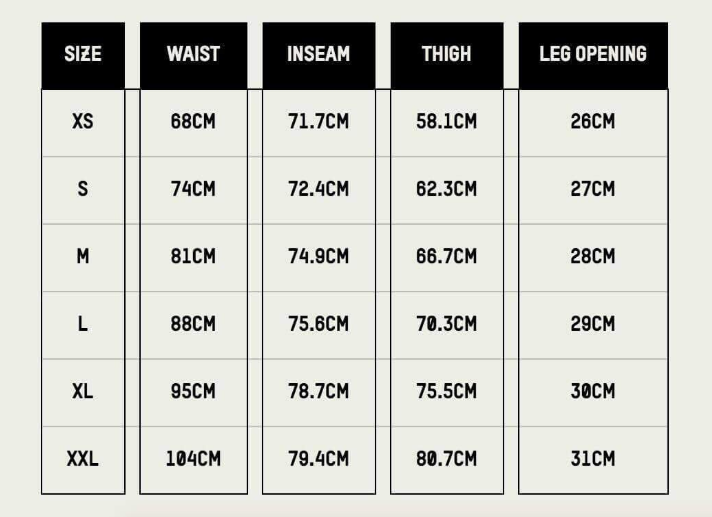 SIZE WAIST INSEAM THIGH LEG OPENING
XS 68CM 71.7CM 58.1CM 26CM
S 74CM 72.4CM 62.3CM 27CM
M 81CM 74.9CM 66.7CM 28CM
L 88CM 75.6CM 70.3CM 29CM
XL 95CM 78.7CM 75.5CM 30CM
XXL 104CM 79.4CM 80.7CM 31CM